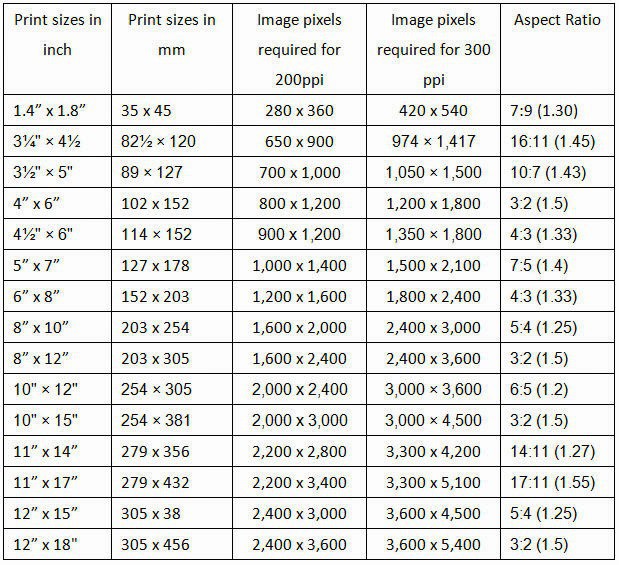 Print sizes in inch Print sizes in mm Image pixels required for 200ppi Image pixels required for 300 ppi Aspect Ratio
1.4” x 1.8” 35 x 45 280 x 360 420 x 540 7:9 (1.30)
3¼" × 4½ 82½ × 120 650 x 900 974 × 1,417 16:11 (1.45)
3½" × 5" 89 × 127 700 x 1,000 1,050 × 1,500 10:7 (1.43)
4” x 6” 102 x 152 800 x 1,200 1,200 x 1,800 3:2 (1.5)
4½" × 6" 114 × 152 900 x 1,200 1,350 × 1,800 4:3 (1.33)
5” x 7” 127 x 178 1,000 x 1,400 1,500 x 2,100 7:5 (1.4)
6” x 8” 152 x 203 1,200 x 1,600 1,800 x 2,400 4:3 (1.33)
8” x 10” 203 x 254 1,600 x 2,000 2,400 x 3,000 5:4 (1.25)
8” x 12” 203 x 305 1,600 x 2,400 2,400 x 3,600 3:2 (1.5)
10" × 12" 254 × 305 2,000 x 2,400 3,000 × 3,600 6:5 (1.2)
10" × 15" 254 × 381 2,000 x 3,000 3,000 × 4,500 3:2 (1.5)
11” x 14” 279 x 356 2,200 x 2,800 3,300 x 4,200 14:11 (1.27)
11” x 17” 279 x 432 2,200 x 3,400 3,300 x 5,100 17:11 (1.55)
12” x 15” 305 x 38 2,400 x 3,000 3,600 x 4,500 5:4 (1.25)
12” x 18" 305 x 456 2,400 x 3,600 3,600 x 5,400 3:2 (1.5)